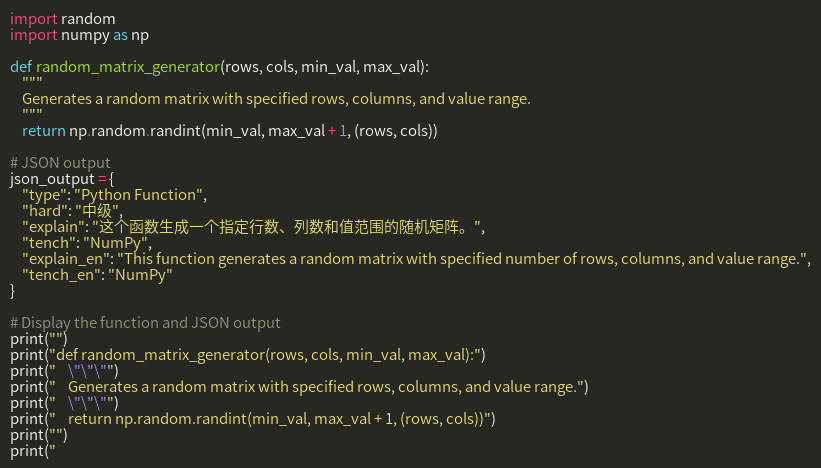 import random
import numpy as np

def random_matrix_generator(rows, cols, min_val, max_val):
    """
    Generates a random matrix with specified rows, columns, and value range.
    """
    return np.random.randint(min_val, max_val + 1, (rows, cols))

# JSON output
json_output = {
    "type": "Python Function",
    "hard": "中级",
    "explain": "这个函数生成一个指定行数、列数和值范围的随机矩阵。",
    "tench": "NumPy",
    "explain_en": "This function generates a random matrix with specified number of rows, columns, and value range.",
    "tench_en": "NumPy"
}

# Display the function and JSON output
print("")
print("def random_matrix_generator(rows, cols, min_val, max_val):")
print("    \"\"\"")
print("    Generates a random matrix with specified rows, columns, and value range.")
print("    \"\"\"")
print("    return np.random.randint(min_val, max_val + 1, (rows, cols))")
print("")
print("